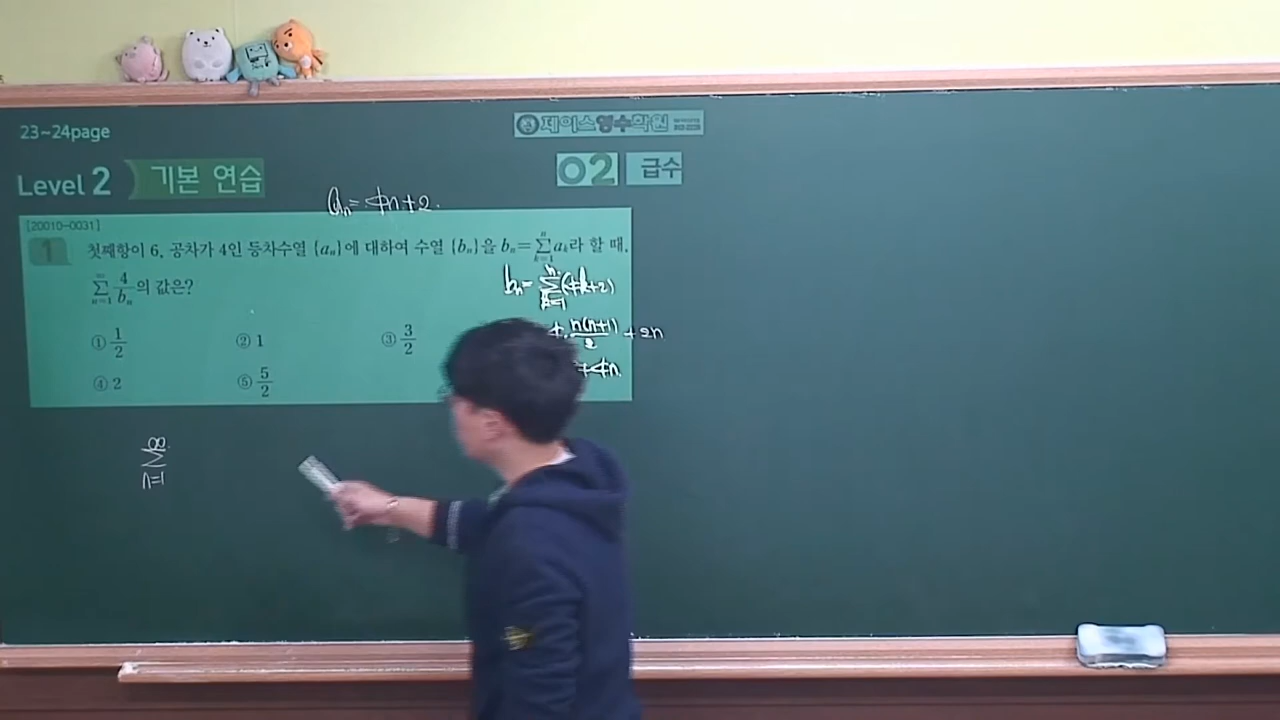 23~24page
제이스영수학원
Level 2 기본 연습
02 급수
aₙ=4n+2.
[20010-0031]
1 첫째항이 6, 공차가 4인 등차수열 {aₙ}에 대하여 수열 {bₙ}을 bₙ=∑ₖ₌₁ⁿ aₖ라 할 때,
∑ₙ₌₁^∞ 4/bₙ의 값은?
bₙ= ∑(4k+2)
① 1/2 ② 1 ③ 3/2
n(n+1)/2 + 2n
④ 2 ⑤ 5/2
+4n.
∑ₙ₌₁^∞